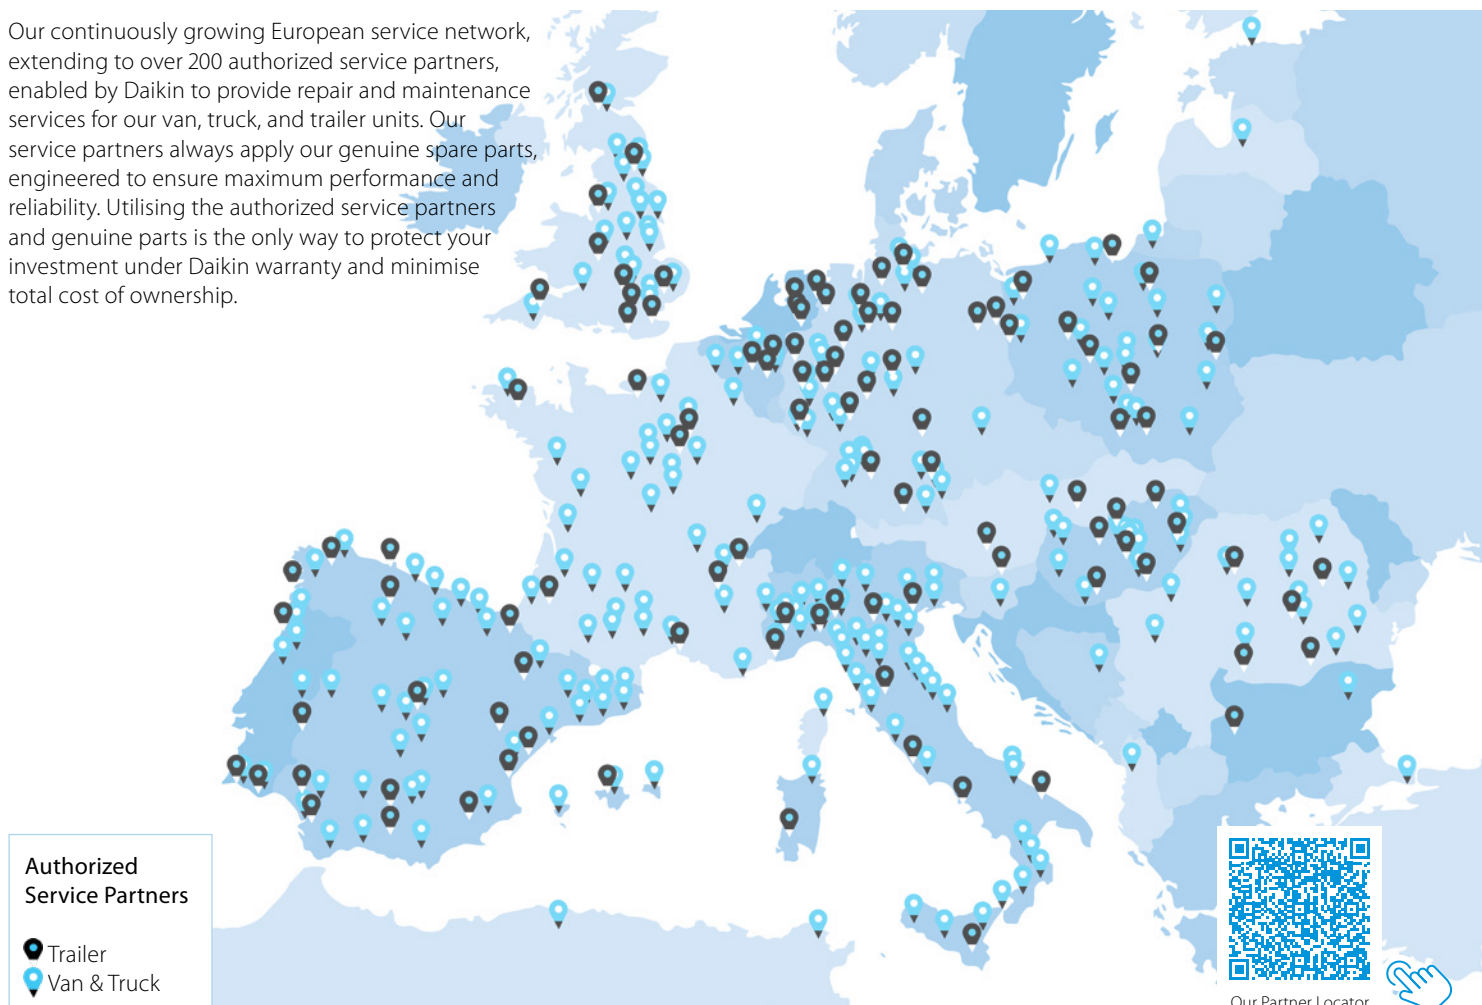 Our continuously growing European service network,
extending to over 200 authorized service partners,
enabled by Daikin to provide repair and maintenance
services for our van, truck, and trailer units. Our
service partners always apply our genuine spare parts,
engineered to ensure maximum performance and
reliability. Utilising the authorized service partners
and genuine parts is the only way to protect your
investment under Daikin warranty and minimise
total cost of ownership.
Authorized
Service Partners
Trailer
Van & Truck
Our Partner Locator